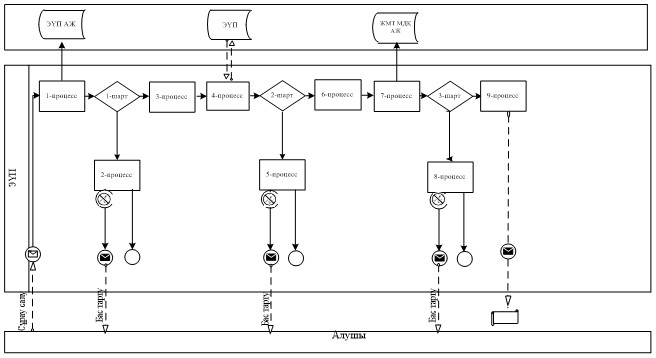 ЭҮП АЖ
ЭҮП
ЖМТ МДҚ
АЖ
1-процесс
1-шарт
3-процесс
4-процесс
2-шарт
6-процесс
7-процесс
3-шарт
9-процесс
ЭҮП
2-процесс
5-процесс
8-процесс
Сұрау салу
Бас тарту
Бас тарту
Бас тарту
Алушы